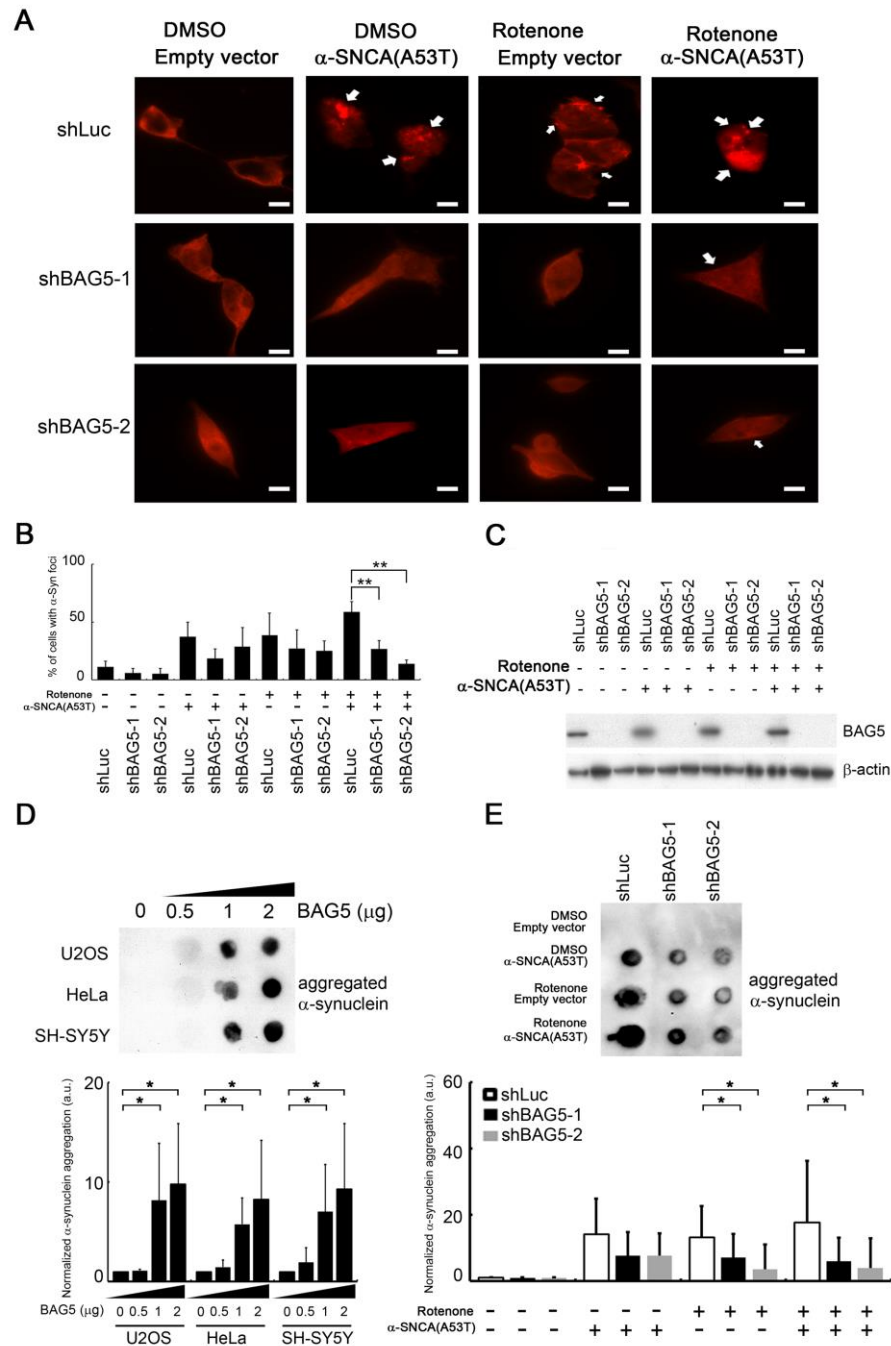 A
DMSO
Empty vector
DMSO
α-SNCA(A53T)
Rotenone
Empty vector
Rotenone
α-SNCA(A53T)
shLuc
shBAG5-1
shBAG5-2
B
% of cells with α-Syn foci
100
50
0
**
**
Rotenone - - - - - - + + + + + +
α-SNCA(A53T) - - - + + + - - - + + +
shLuc shBAG5-1 shBAG5-2 shLuc shBAG5-1 shBAG5-2 shLuc shBAG5-1 shBAG5-2 shLuc shBAG5-1 shBAG5-2
C
shLuc shBAG5-1 shBAG5-2 shLuc shBAG5-1 shBAG5-2 shLuc shBAG5-1 shBAG5-2 shLuc shBAG5-1 shBAG5-2
Rotenone - - - - - - + + + + + +
α-SNCA(A53T) - - - + + + - - - + + +
BAG5
β-actin
D
0 0.5 1 2 BAG5 (μg)
U2OS
HeLa
SH-SY5Y
aggregated
α-synuclein
Normalized α-synuclein aggregation (a.u.)
20
10
0
* * * * * *
BAG5 (μg) 0 0.5 1 2 0 0.5 1 2 0 0.5 1 2
U2OS HeLa SH-SY5Y
E
shLuc shBAG5-1 shBAG5-2
DMSO
Empty vector
DMSO
α-SNCA(A53T)
Rotenone
Empty vector
Rotenone
α-SNCA(A53T)
aggregated
α-synuclein
Normalized α-synuclein aggregation (a.u.)
60
40
20
0
shLuc
shBAG5-1
shBAG5-2
* * * *
Rotenone - - - - - - + + + + + +
α-SNCA(A53T) - - - + + + - - - + + +